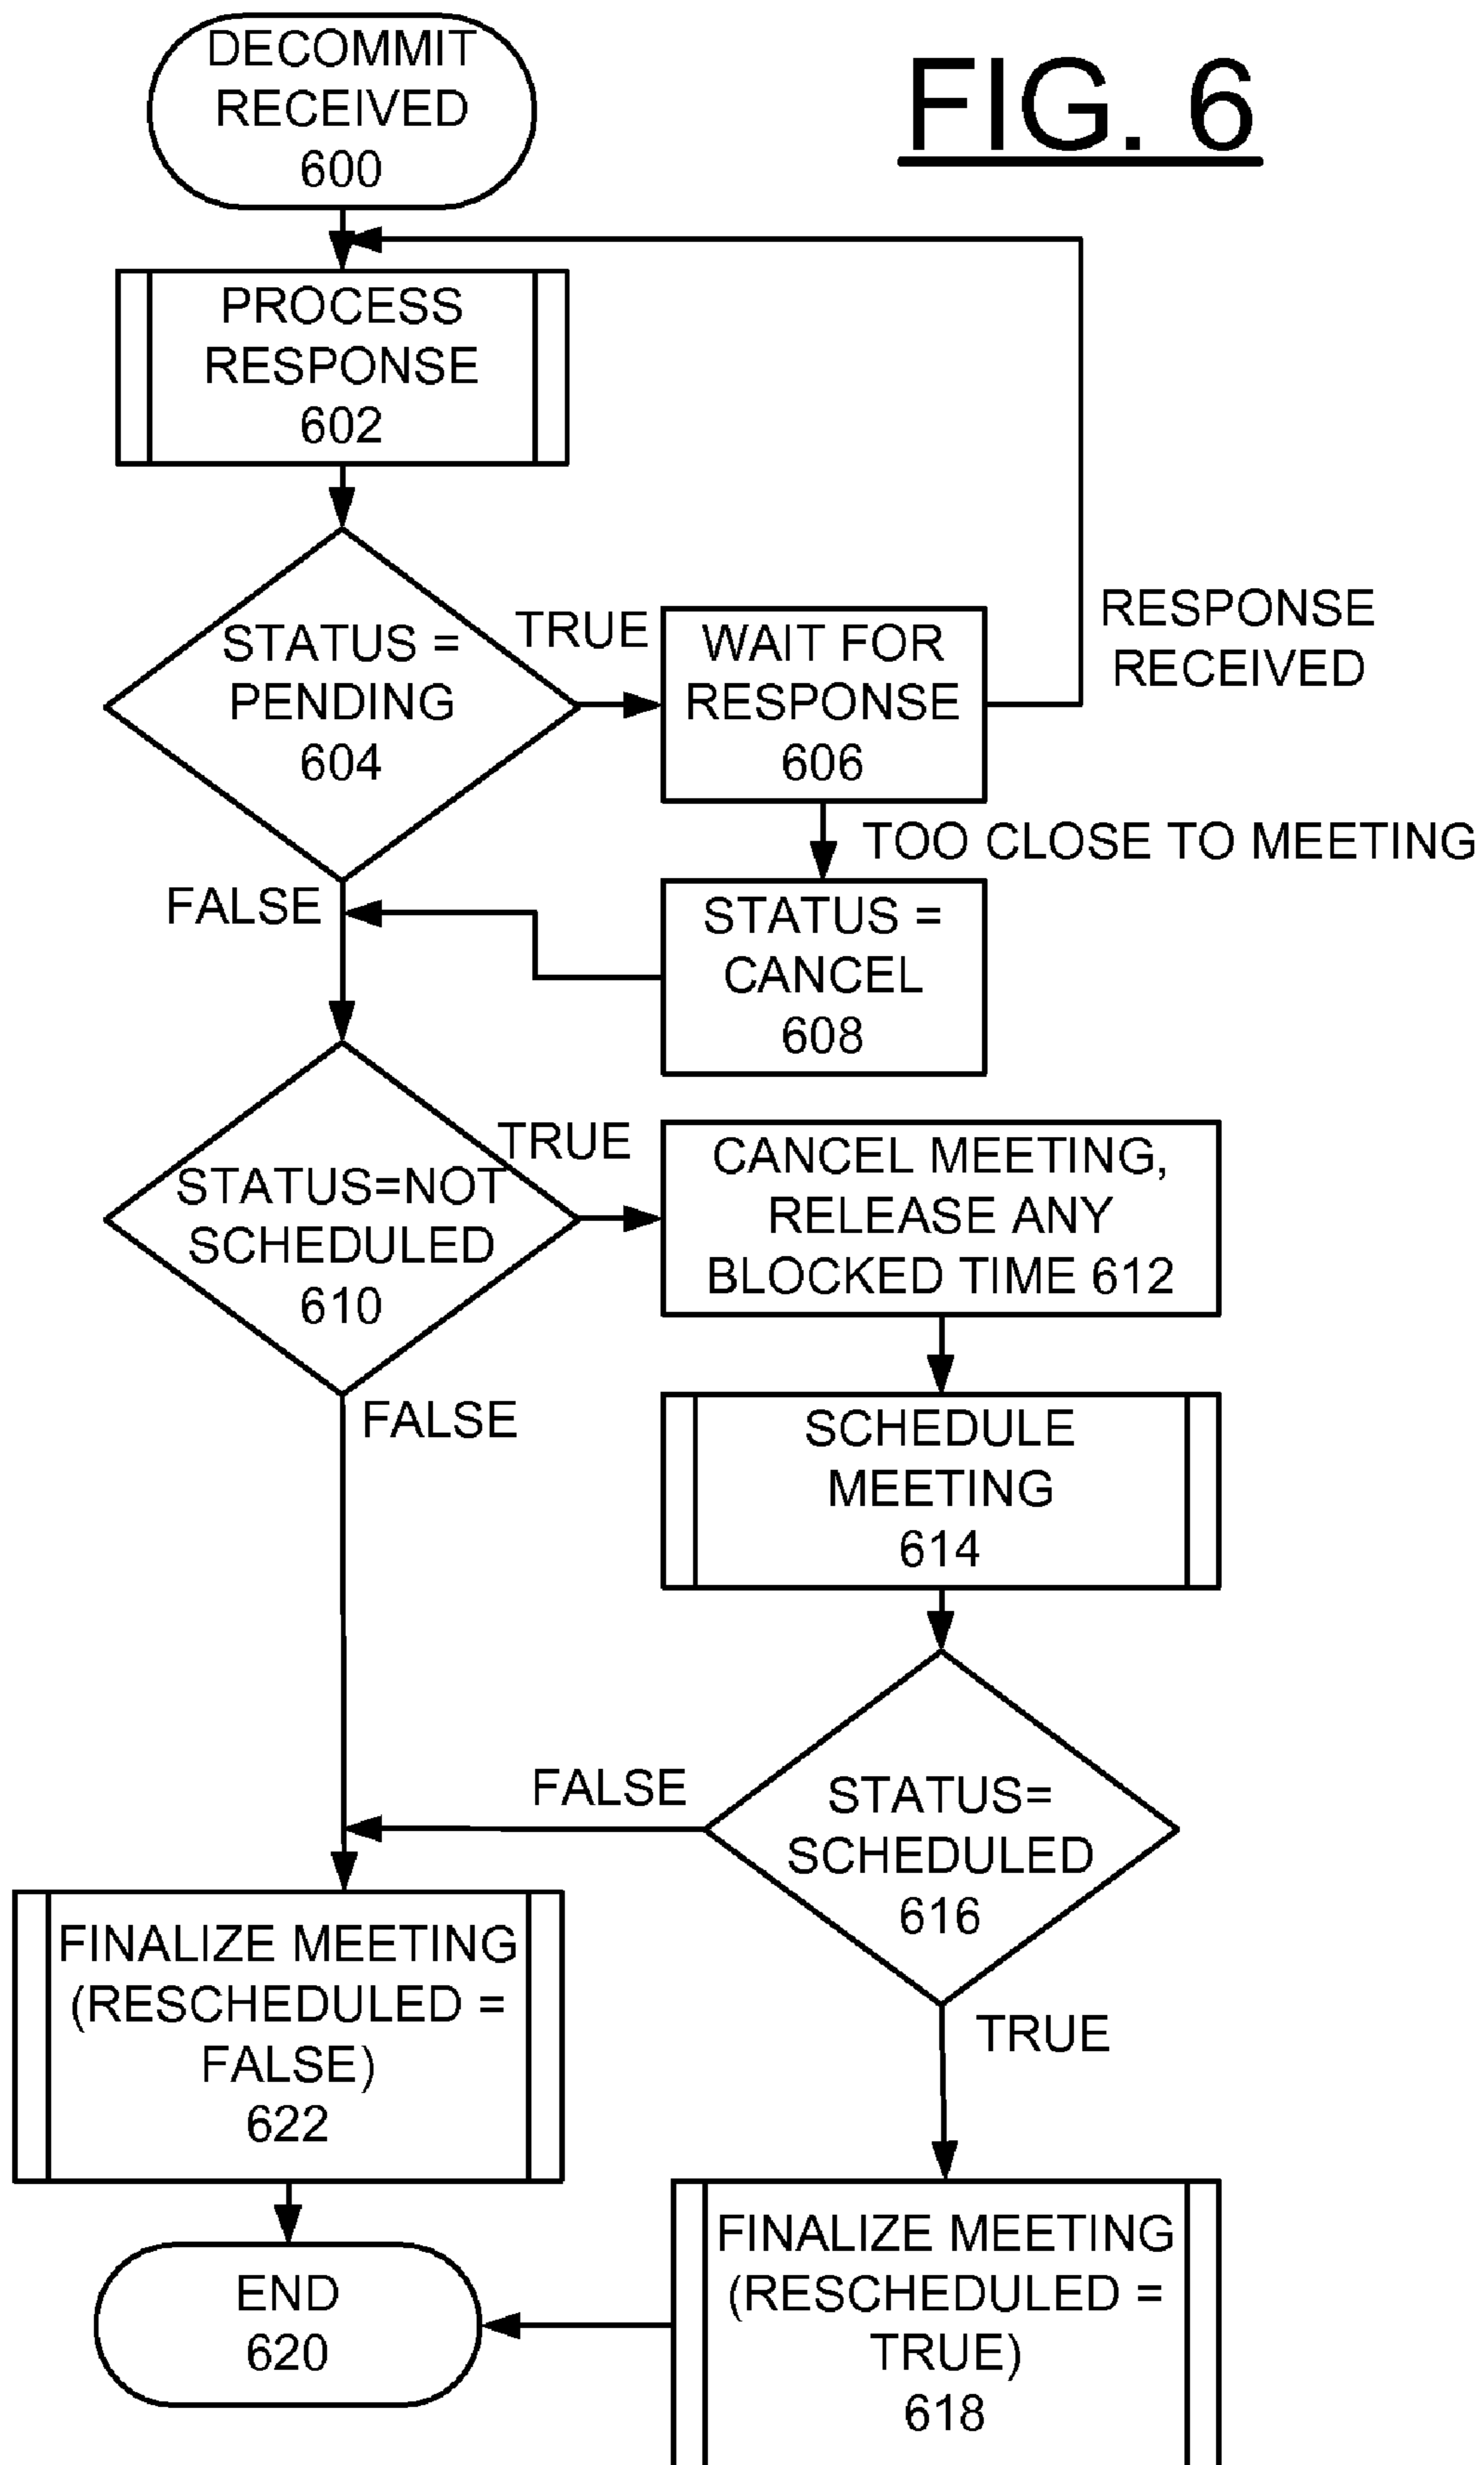 FIG. 6
DECOMMIT
RECEIVED
600
PROCESS
RESPONSE
602
STATUS =
PENDING
604
TRUE
WAIT FOR
RESPONSE
606
RESPONSE
RECEIVED
TOO CLOSE TO MEETING
FALSE
STATUS =
CANCEL
608
STATUS=NOT
SCHEDULED
610
TRUE
CANCEL MEETING,
RELEASE ANY
BLOCKED TIME 612
FALSE
SCHEDULE
MEETING
614
FALSE
STATUS=
SCHEDULED
616
TRUE
FINALIZE MEETING
(RESCHEDULED =
FALSE)
622
FINALIZE MEETING
(RESCHEDULED =
TRUE)
618
END
620